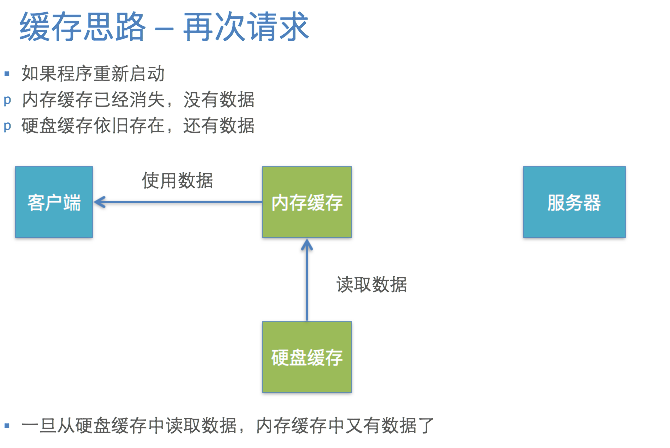 缓存思路 – 再次请求
▪ 如果程序重新启动
p 内存缓存已经消失，没有数据
p 硬盘缓存依旧存在，还有数据
使用数据
客户端
内存缓存
服务器
读取数据
硬盘缓存
▪ 一旦从硬盘缓存中读取数据，内存缓存中又有数据了